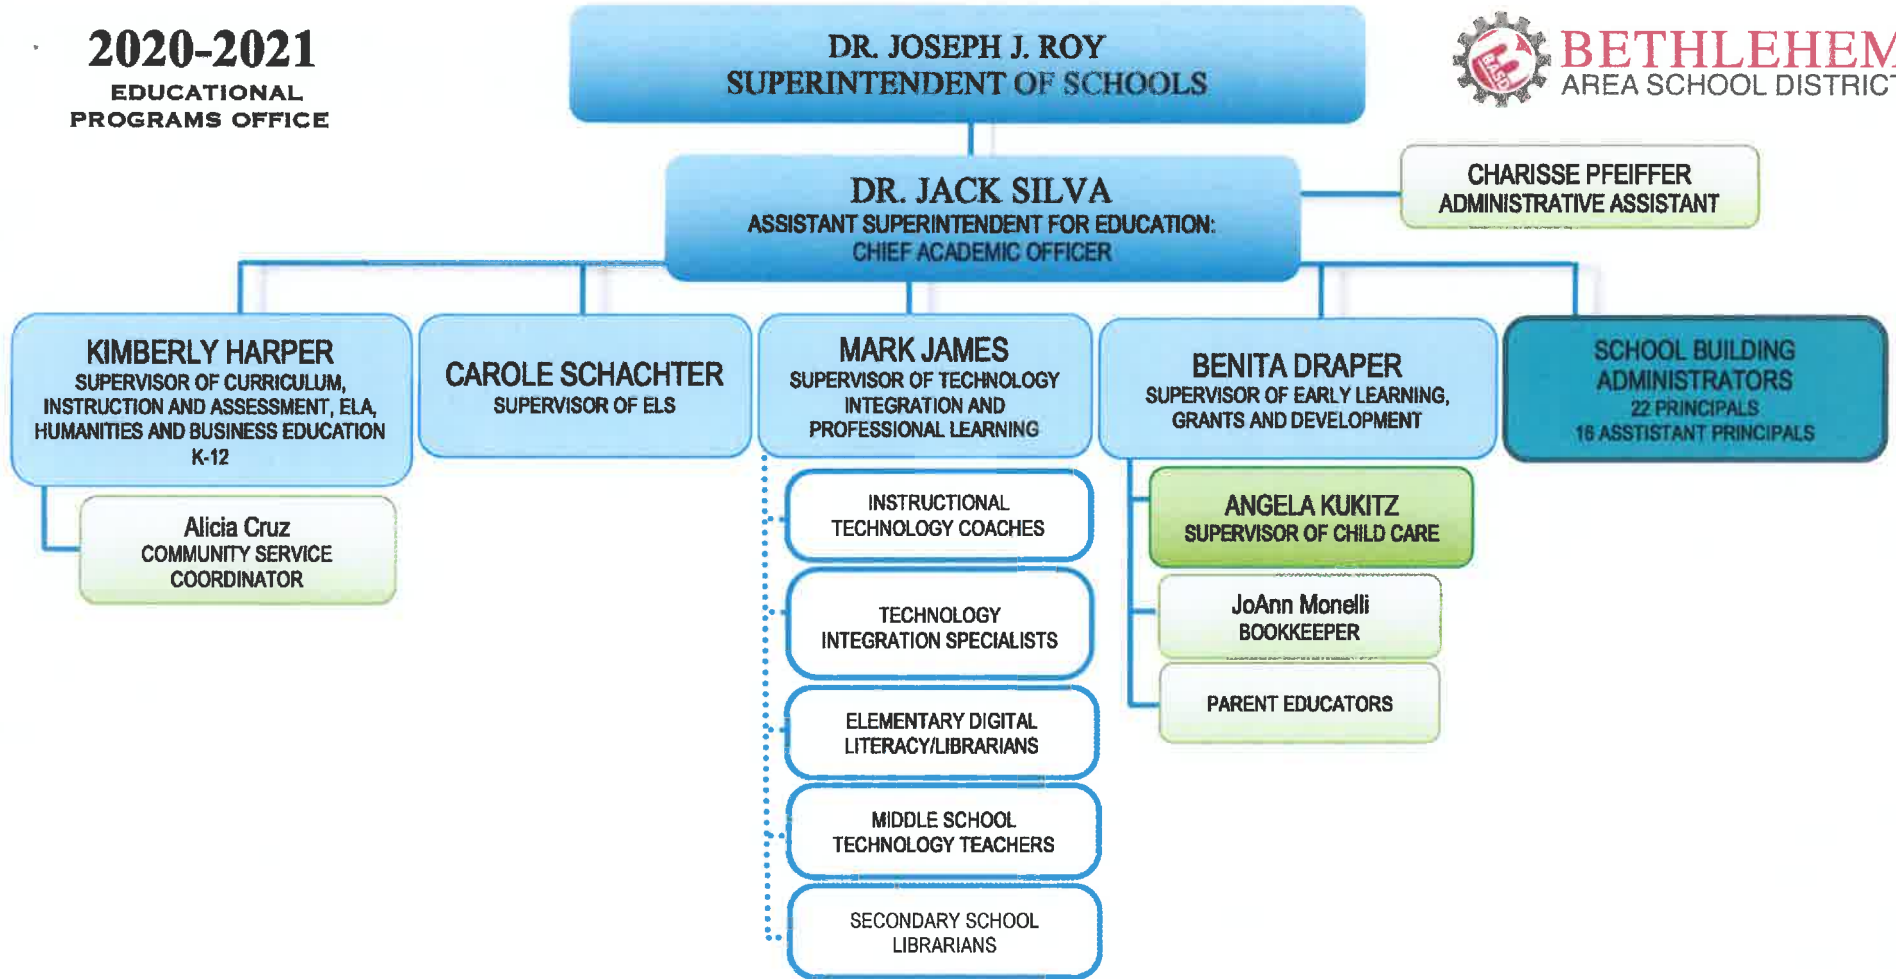 2020-2021
EDUCATIONAL
PROGRAMS OFFICE
DR. JOSEPH J. ROY
SUPERINTENDENT OF SCHOOLS
BASD
BETHLEHEM
AREA SCHOOL DISTRICT
DR. JACK SILVA
ASSISTANT SUPERINTENDENT FOR EDUCATION:
CHIEF ACADEMIC OFFICER
CHARISSE PFEIFFER
ADMINISTRATIVE ASSISTANT
KIMBERLY HARPER
SUPERVISOR OF CURRICULUM,
INSTRUCTION AND ASSESSMENT, ELA,
HUMANITIES AND BUSINESS EDUCATION
K-12
Alicia Cruz
COMMUNITY SERVICE
COORDINATOR
CAROLE SCHACHTER
SUPERVISOR OF ELS
MARK JAMES
SUPERVISOR OF TECHNOLOGY
INTEGRATION AND
PROFESSIONAL LEARNING
INSTRUCTIONAL
TECHNOLOGY COACHES
TECHNOLOGY
INTEGRATION SPECIALISTS
ELEMENTARY DIGITAL
LITERACY/LIBRARIANS
MIDDLE SCHOOL
TECHNOLOGY TEACHERS
SECONDARY SCHOOL
LIBRARIANS
BENITA DRAPER
SUPERVISOR OF EARLY LEARNING,
GRANTS AND DEVELOPMENT
ANGELA KUKITZ
SUPERVISOR OF CHILD CARE
JoAnn Monelli
BOOKKEEPER
PARENT EDUCATORS
SCHOOL BUILDING
ADMINISTRATORS
22 PRINCIPALS
16 ASSTISTANT PRINCIPALS